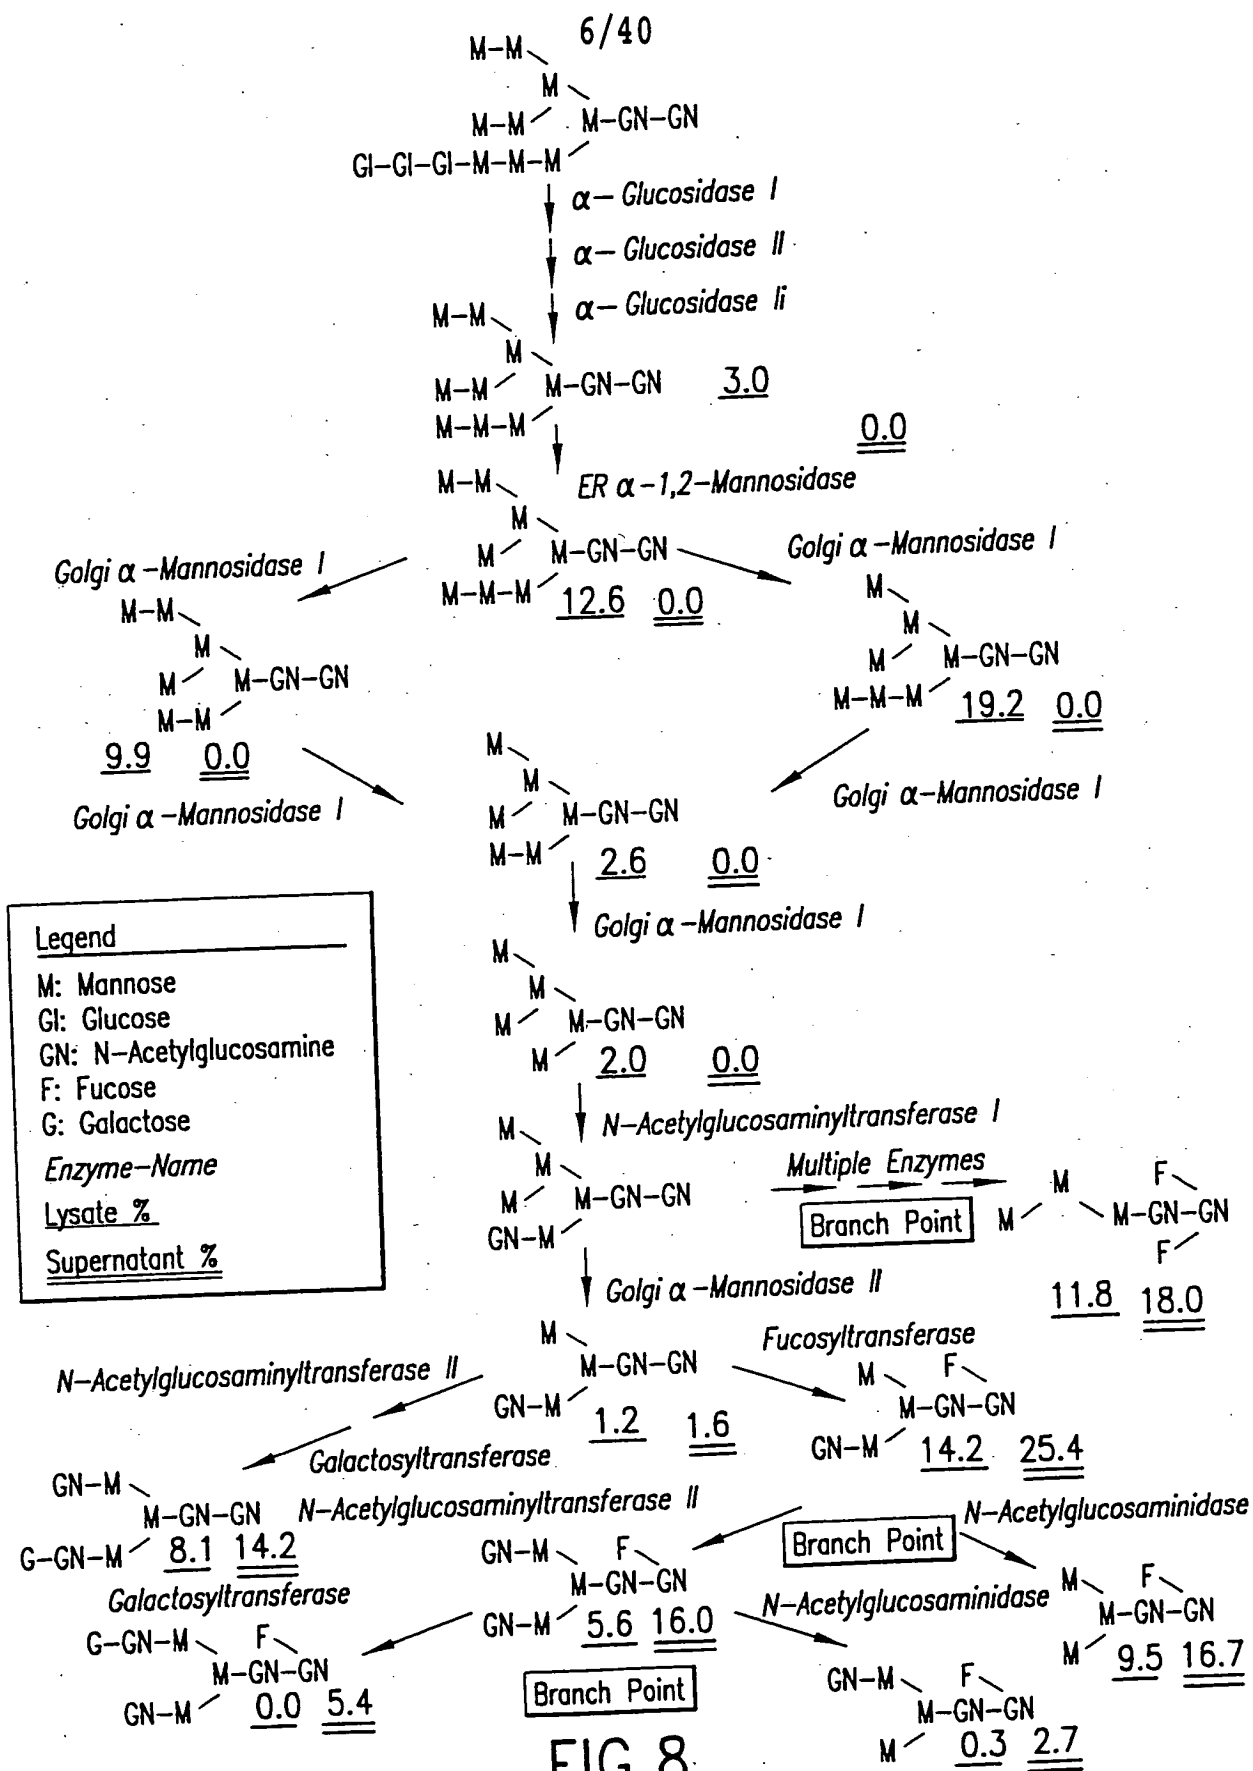 6/40
M–M
M
M–M M–GN–GN
Gl–Gl–Gl–M–M–M
α– Glucosidase I
α– Glucosidase II
α– Glucosidase Ii
M–M
M
M–M M–GN–GN 3.0
M–M–M 0.0
ER α–1,2–Mannosidase
M–M
M
M M–GN–GN
M–M–M 12.6 0.0
Golgi α–Mannosidase I
M–M
M
M M–GN–GN
M–M
9.9 0.0
Golgi α–Mannosidase I
Golgi α–Mannosidase I
M
M
M M–GN–GN
M–M–M 19.2 0.0
Golgi α–Mannosidase I
M
M
M M–GN–GN
M–M 2.6 0.0
Golgi α–Mannosidase I
M
M
M M–GN–GN
M 2.0 0.0
N–Acetylglucosaminyltransferase I
Legend
M: Mannose
Gl: Glucose
GN: N–Acetylglucosamine
F: Fucose
G: Galactose
Enzyme–Name
Lysate %
Supernatant %
M
M
M M–GN–GN
GN–M
Multiple Enzymes
Branch Point
M F
M M–GN–GN
F
11.8 18.0
Golgi α–Mannosidase II
M
M–GN–GN
GN–M 1.2 1.6
Fucosyltransferase
M F
M–GN–GN
GN–M 14.2 25.4
N–Acetylglucosaminyltransferase II
Galactosyltransferase
GN–M
M–GN–GN
G–GN–M 8.1 14.2
N–Acetylglucosaminyltransferase II
GN–M F
M–GN–GN
GN–M 5.6 16.0
Branch Point
N–Acetylglucosaminidase
M F
M–GN–GN
M 9.5 16.7
Galactosyltransferase
G–GN–M F
M–GN–GN
GN–M 0.0 5.4
Branch Point
N–Acetylglucosaminidase
GN–M F
M–GN–GN
M 0.3 2.7
FIG 8